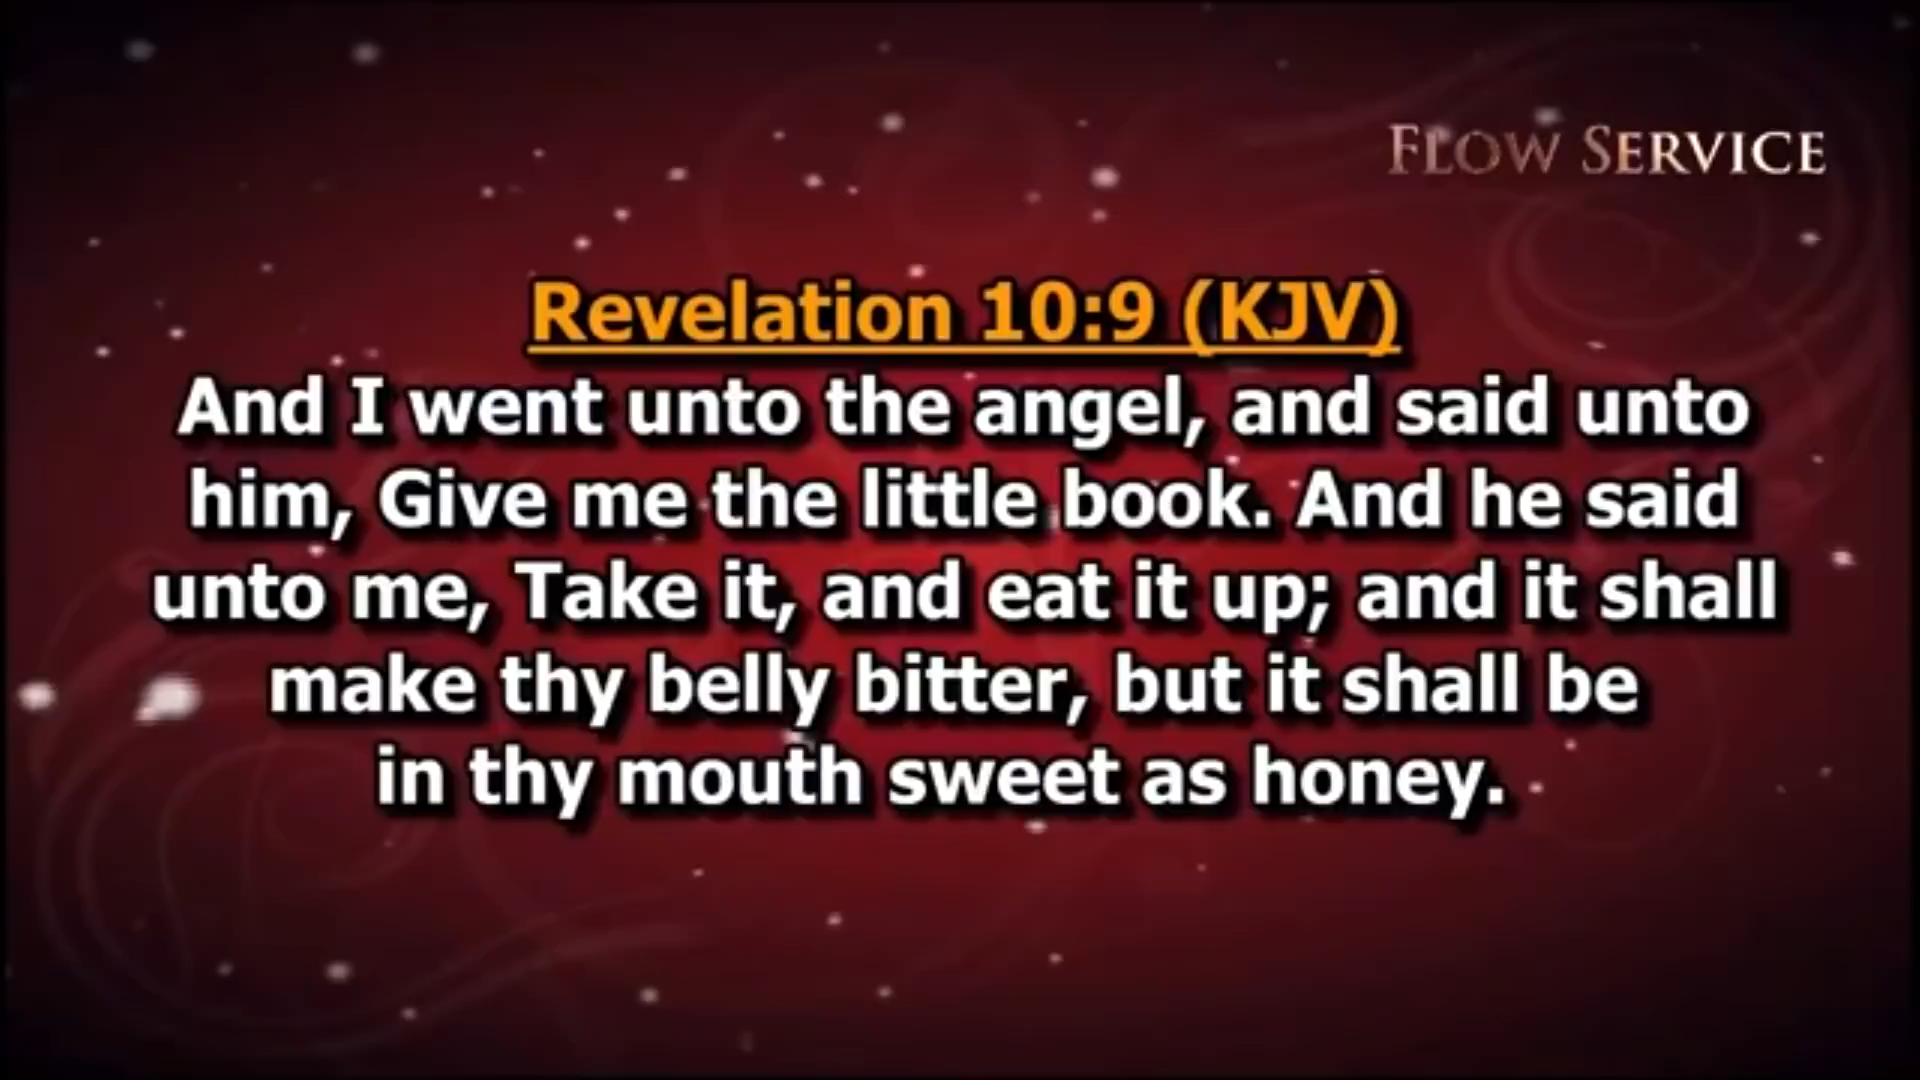 FLOW SERVICE
Revelation 10:9 (KJV)
And I went unto the angel, and said unto
him, Give me the little book. And he said
unto me, Take it, and eat it up; and it shall
make thy belly bitter, but it shall be
in thy mouth sweet as honey.